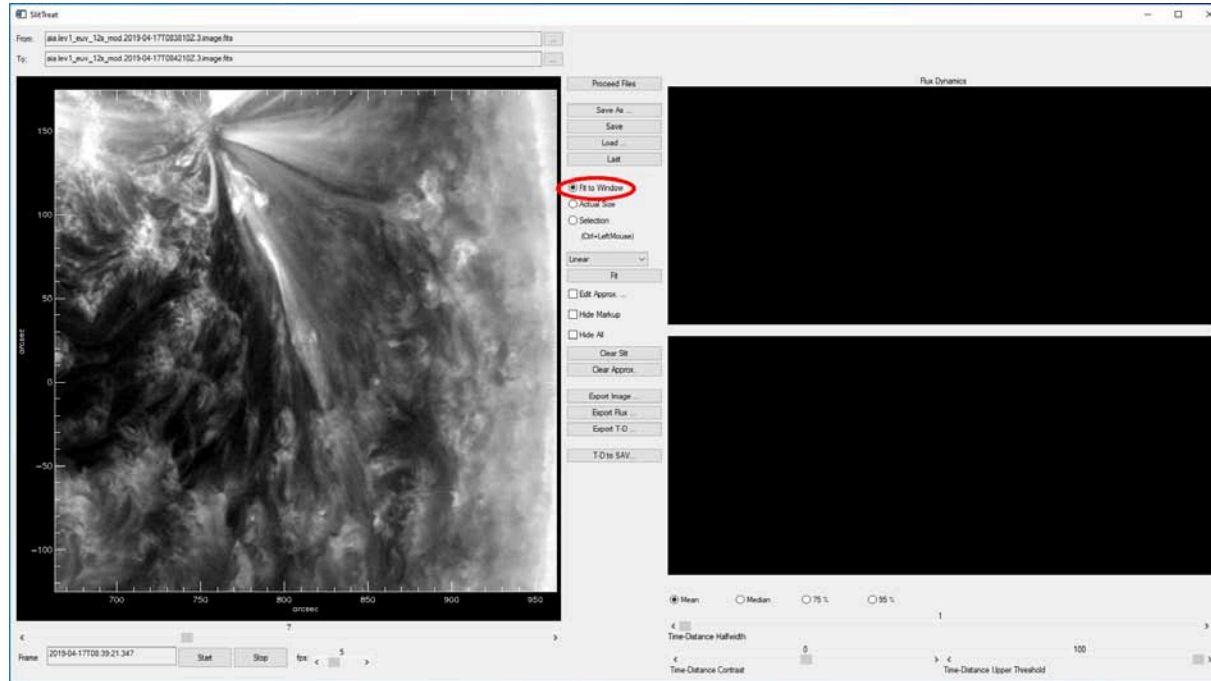 SlitTreat
From: aia.lev1_euv_12s_mod.2019-04-17T083810Z.3.image.fits ...
To: aia.lev1_euv_12s_mod.2019-04-17T084210Z.3.image.fits ...
Proceed Files
Save As ...
Save
Load ...
Last
Fit to Window
Actual Size
Selection
(Ctrl+LeftMouse)
Linear
Fit
Edit Approx. ...
Hide Markup
Hide All
Clear Slit
Clear Approx.
Export Image ...
Export Flux ...
Export T-D ...
T-D to SAV...
150
100
50
0
−50
−100
arcsec
700 750 800 850 900 950
arcsec
7
< >
Frame 2019-04-17T08:39:21.347 Start Stop fps: < 5 >
Flux Dynamics
Mean Median 75 % 95 %
1
< >
Time-Distance Halfwidth
0 100
< > < >
Time-Distance Contrast Time-Distance Upper Threshold